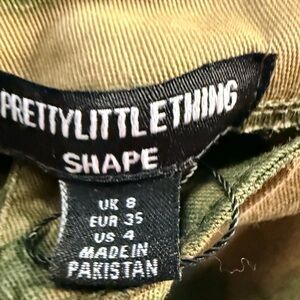 PRETTYLITTLETHING
SHAPE
UK 8
EUR 35
US 4
MADE IN
PAKISTAN